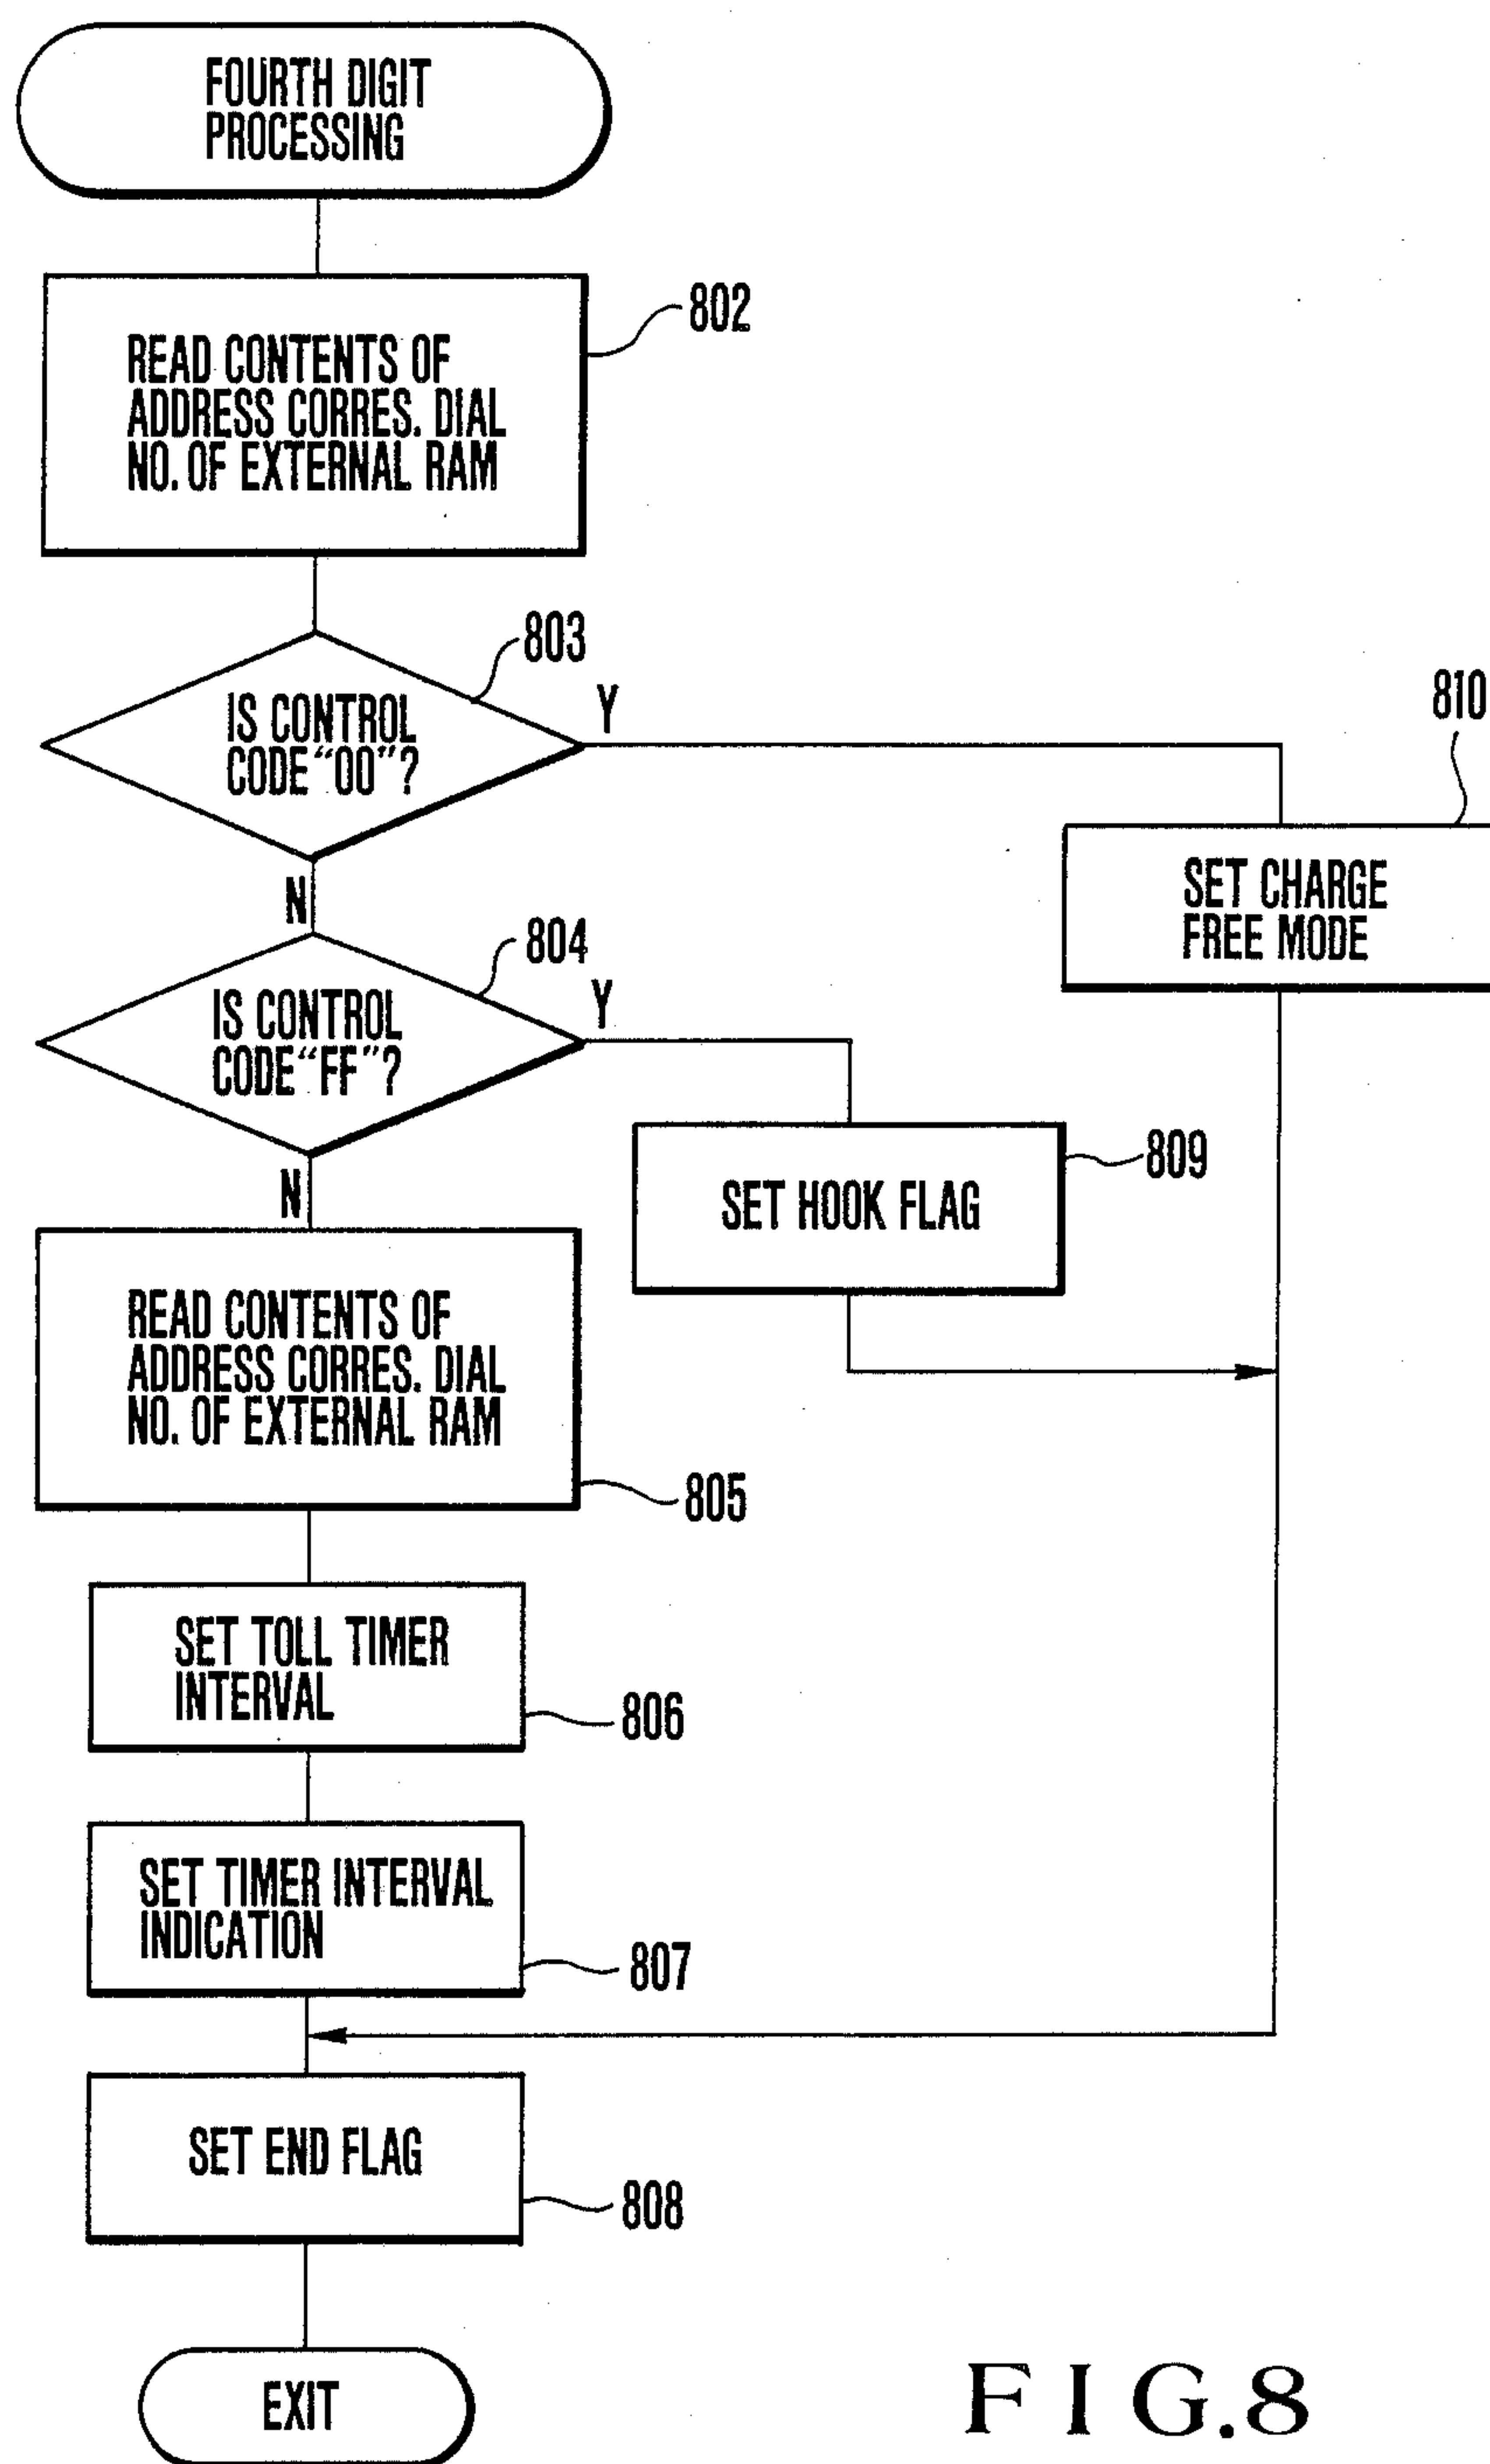 FOURTH DIGIT
PROCESSING
802
READ CONTENTS OF
ADDRESS CORRES. DIAL
NO. OF EXTERNAL RAM
803
IS CONTROL
CODE "00"?
Y
810
SET CHARGE
FREE MODE
N
804
IS CONTROL
CODE "FF"?
Y
809
SET HOOK FLAG
N
READ CONTENTS OF
ADDRESS CORRES. DIAL
NO. OF EXTERNAL RAM
805
SET TOLL TIMER
INTERVAL
806
SET TIMER INTERVAL
INDICATION
807
SET END FLAG
808
EXIT
FIG.8